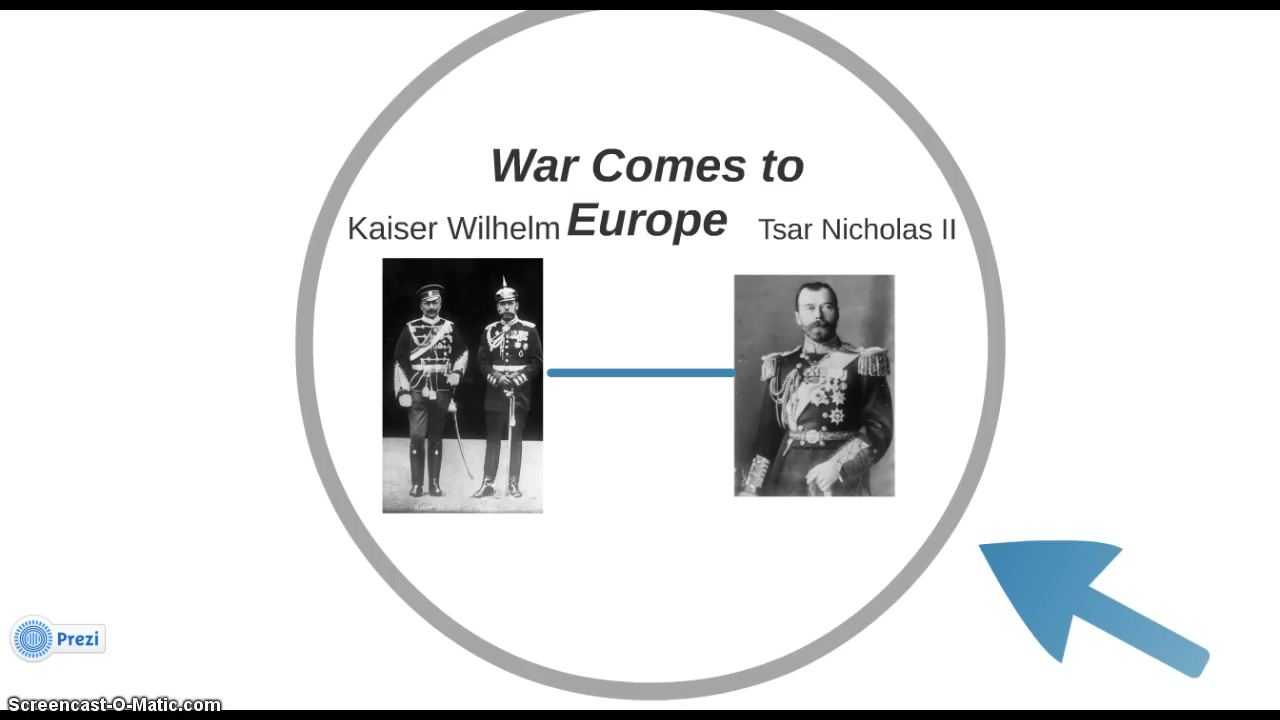 War Comes to
Europe
Kaiser Wilhelm
Tsar Nicholas II
Prezi
Screencast-O-Matic.com